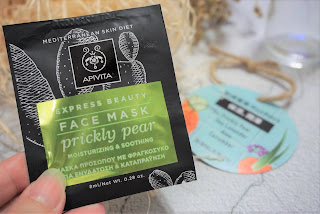 MEDITERRANEAN SKIN DIET
APIVITA
EXPRESS BEAUTY
FACE MASK
prickly pear
MOISTURIZING & SOOTHING
ΜΑΣΚΑ ΠΡΟΣΩΠΟΥ ΜΕ ΦΡΑΓΚΟΣΥΚΟ
ΓΙΑ ΕΝΥΔΑΤΩΣΗ & ΚΑΤΑΠΡΑΫΝΣΗ
8ml/Net Wt. 0.28 oz.